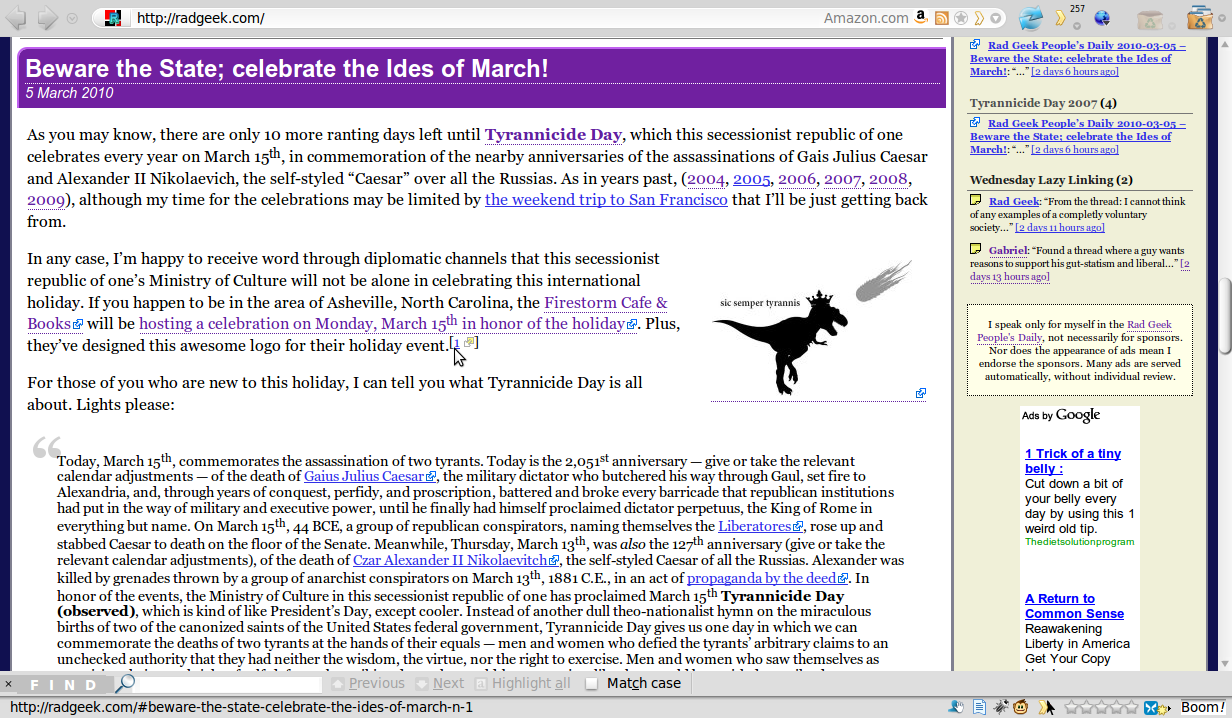 http://radgeek.com/
Amazon.com
257
Beware the State; celebrate the Ides of March!
5 March 2010
As you may know, there are only 10 more ranting days left until Tyrannicide Day, which this secessionist republic of one
celebrates every year on March 15th, in commemoration of the nearby anniversaries of the assassinations of Gais Julius Caesar
and Alexander II Nikolaevich, the self-styled “Caesar” over all the Russias. As in years past, (2004, 2005, 2006, 2007, 2008,
2009), although my time for the celebrations may be limited by the weekend trip to San Francisco that I’ll be just getting back
from.
In any case, I’m happy to receive word through diplomatic channels that this secessionist
republic of one’s Ministry of Culture will not be alone in celebrating this international
holiday. If you happen to be in the area of Asheville, North Carolina, the Firestorm Cafe &
Books will be hosting a celebration on Monday, March 15th in honor of the holiday. Plus,
they’ve designed this awesome logo for their holiday event.[1]
sic semper tyrannis
For those of you who are new to this holiday, I can tell you what Tyrannicide Day is all
about. Lights please:
“
Today, March 15th, commemorates the assassination of two tyrants. Today is the 2,051st anniversary — give or take the relevant
calendar adjustments — of the death of Gaius Julius Caesar, the military dictator who butchered his way through Gaul, set fire to
Alexandria, and, through years of conquest, perfidy, and proscription, battered and broke every barricade that republican institutions
had put in the way of military and executive power, until he finally had himself proclaimed dictator perpetuus, the King of Rome in
everything but name. On March 15th, 44 BCE, a group of republican conspirators, naming themselves the Liberatores, rose up and
stabbed Caesar to death on the floor of the Senate. Meanwhile, Thursday, March 13th, was also the 127th anniversary (give or take the
relevant calendar adjustments), of the death of Czar Alexander II Nikolaevitch, the self-styled Caesar of all the Russias. Alexander was
killed by grenades thrown by a group of anarchist conspirators on March 13th, 1881 C.E., in an act of propaganda by the deed. In
honor of the events, the Ministry of Culture in this secessionist republic of one has proclaimed March 15th Tyrannicide Day
(observed), which is kind of like President’s Day, except cooler. Instead of another dull theo-nationalist hymn on the miraculous
births of two of the canonized saints of the United States federal government, Tyrannicide Day gives us one day in which we can
commemorate the deaths of two tyrants at the hands of their equals — men and women who defied the tyrants’ arbitrary claims to an
unchecked authority that they had neither the wisdom, the virtue, nor the right to exercise. Men and women who saw themselves as
Rad Geek People’s Daily 2010-03-05 –
Beware the State; celebrate the Ides of
March!: “…” [2 days 6 hours ago]
Tyrannicide Day 2007 (4)
Rad Geek People’s Daily 2010-03-05 –
Beware the State; celebrate the Ides of
March!: “…” [2 days 6 hours ago]
Wednesday Lazy Linking (2)
Rad Geek: “From the thread: I cannot think
of any examples of a completly voluntary
society…” [2 days 11 hours ago]
Gabriel: “Found a thread where a guy wants
reasons to support his gut-statism and liberal…” [2
days 13 hours ago]
I speak only for myself in the Rad Geek
People’s Daily, not necessarily for sponsors.
Nor does the appearance of ads mean I
endorse the sponsors. Many ads are served
automatically, without individual review.
Ads by Google
1 Trick of a tiny
belly :
Cut down a bit of
your belly every
day by using this 1
weird old tip.
Thedietsolutionprogram
A Return to
Common Sense
Reawakening
Liberty in America
Get Your Copy
FIND Previous Next Highlight all Match case
http://radgeek.com/#beware-the-state-celebrate-the-ides-of-march-n-1
Boom!